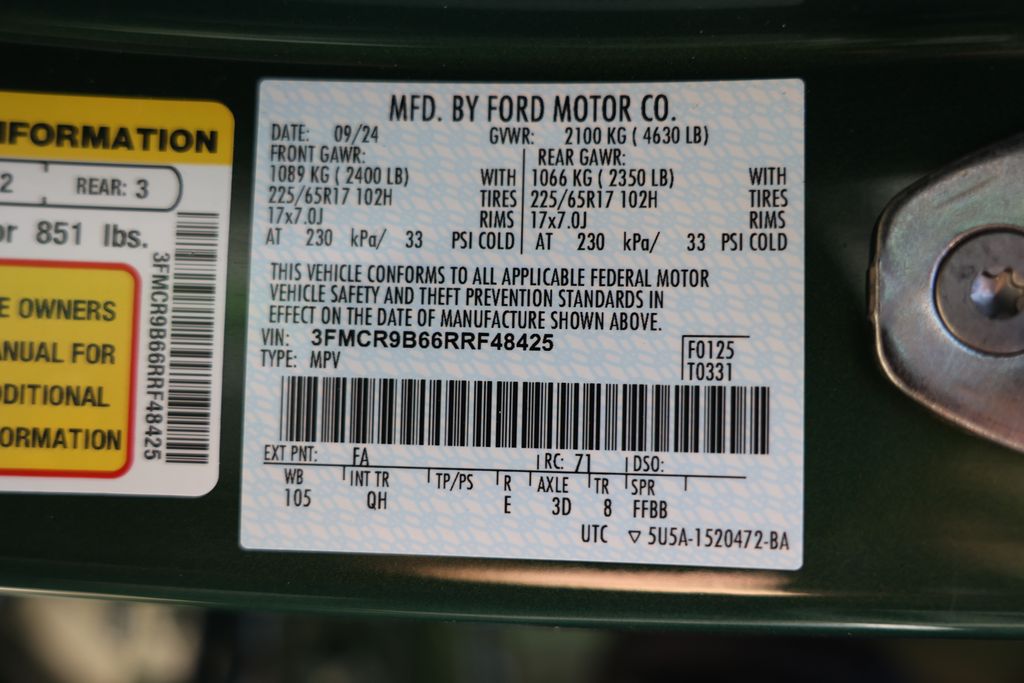 INFORMATION
2 REAR: 3
or 851 lbs.
E OWNERS
ANUAL FOR
DDITIONAL
FORMATION
3FMCR9B66RRF48425
MFD. BY FORD MOTOR CO.
DATE: 09/24 GVWR: 2100 KG ( 4630 LB)
FRONT GAWR: REAR GAWR:
1089 KG ( 2400 LB) WITH 1066 KG ( 2350 LB) WITH
225/65R17 102H TIRES 225/65R17 102H TIRES
17x7.0J RIMS 17x7.0J RIMS
AT 230 kPa/ 33 PSI COLD AT 230 kPa/ 33 PSI COLD
THIS VEHICLE CONFORMS TO ALL APPLICABLE FEDERAL MOTOR
VEHICLE SAFETY AND THEFT PREVENTION STANDARDS IN
EFFECT ON THE DATE OF MANUFACTURE SHOWN ABOVE.
VIN: 3FMCR9B66RRF48425
TYPE: MPV
F0125
T0331
EXT PNT: FA RC: 71 DSO:
WB INT TR TP/PS R AXLE TR SPR
105 QH E 3D 8 FFBB
UTC ▽ 5U5A-1520472-BA